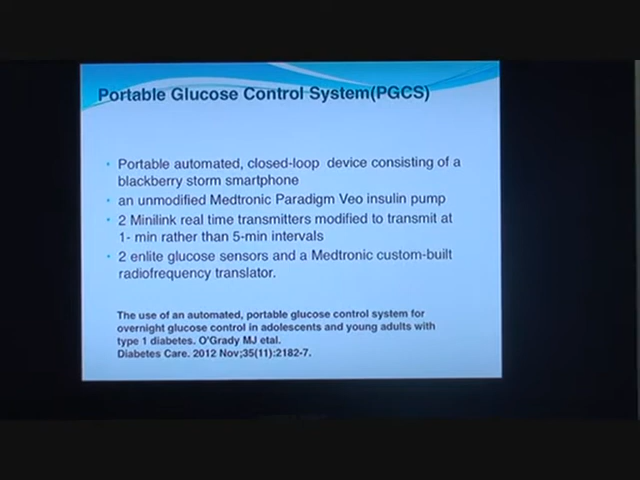 Portable Glucose Control System(PGCS)
• Portable automated, closed-loop device consisting of a
blackberry storm smartphone
• an unmodified Medtronic Paradigm Veo insulin pump
• 2 Minilink real time transmitters modified to transmit at
1- min rather than 5-min intervals
• 2 enlite glucose sensors and a Medtronic custom-built
radiofrequency translator.
The use of an automated, portable glucose control system for
overnight glucose control in adolescents and young adults with
type 1 diabetes. O'Grady MJ etal.
Diabetes Care. 2012 Nov;35(11):2182-7.